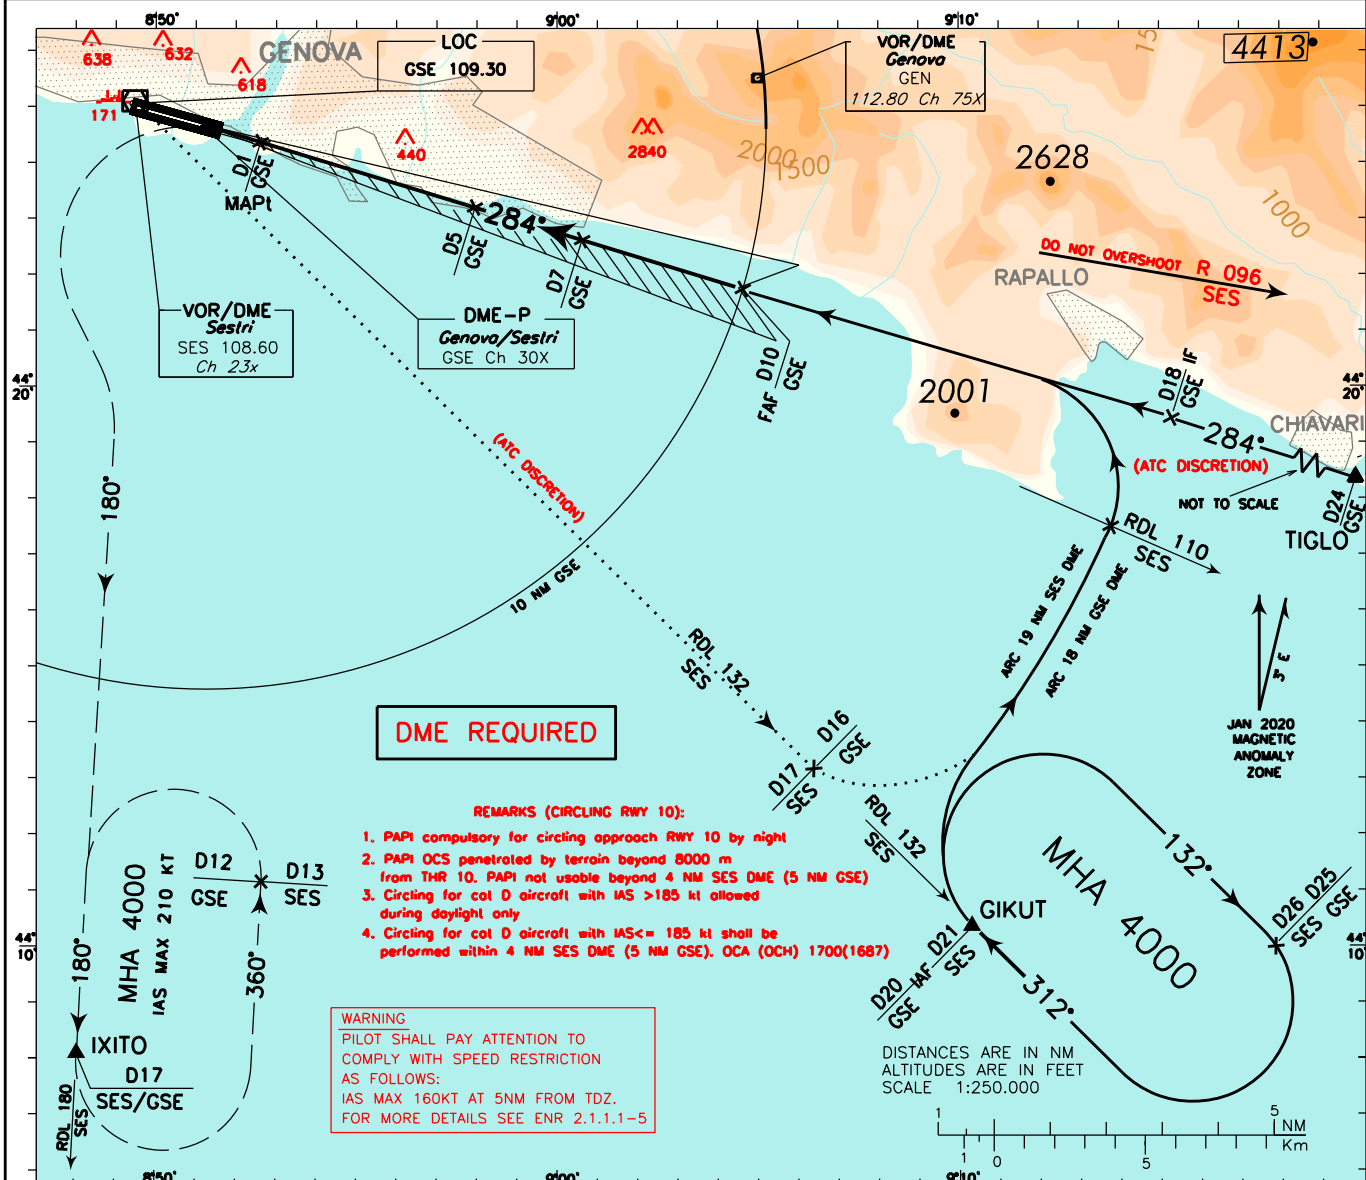 8°50'
9°00'
9°10'
638
632
618
GENOVA
LOC
GSE 109.30
VOR/DME
Genova
GEN
112.80 Ch 75X
4413
171
440
2840
2000
1500
15
2628
1000
D1
GSE
MAPt
D5
GSE
284°
D7
GSE
DO NOT OVERSHOOT R 096
SES
RAPALLO
VOR/DME
Sestri
SES 108.60
Ch 23x
DME-P
Genova/Sestri
GSE Ch 30X
FAF D10
GSE
44°
20'
2001
D18 IF
GSE
44°
20'
CHIAVARI
284°
(ATC DISCRETION)
(ATC DISCRETION)
NOT TO SCALE
D24
GSE
TIGLO
180°
RDL 110
SES
10 NM GSE
ARC 19 NM SES DME
ARC 18 NM GSE DME
RDL 132
SES
3° E
JAN 2020
MAGNETIC
ANOMALY
ZONE
DME REQUIRED
D16
GSE
D17
SES
REMARKS (CIRCLING RWY 10):
1. PAPI compulsory for circling approach RWY 10 by night
2. PAPI OCS penetrated by terrain beyond 8000 m
from THR 10. PAPI not usable beyond 4 NM SES DME (5 NM GSE)
3. Circling for cat D aircraft with IAS >185 kt allowed
during daylight only
4. Circling for cat D aircraft with IAS<= 185 kt shall be
performed within 4 NM SES DME (5 NM GSE). OCA (OCH) 1700(1687)
RDL 132
SES
132°
MHA 4000
D26 D25
SES GSE
GIKUT
D20 IAF D21
GSE SES
312°
D12
GSE
D13
SES
MHA 4000
IAS MAX 210 KT
180°
360°
44°
10'
44°
10'
IXITO
D17
SES/GSE
RDL 180
SES
WARNING
PILOT SHALL PAY ATTENTION TO
COMPLY WITH SPEED RESTRICTION
AS FOLLOWS:
IAS MAX 160KT AT 5NM FROM TDZ.
FOR MORE DETAILS SEE ENR 2.1.1.1-5
DISTANCES ARE IN NM
ALTITUDES ARE IN FEET
SCALE 1:250.000
1
5
NM
Km
1
0
5
8°50'
9°00'
9°10'